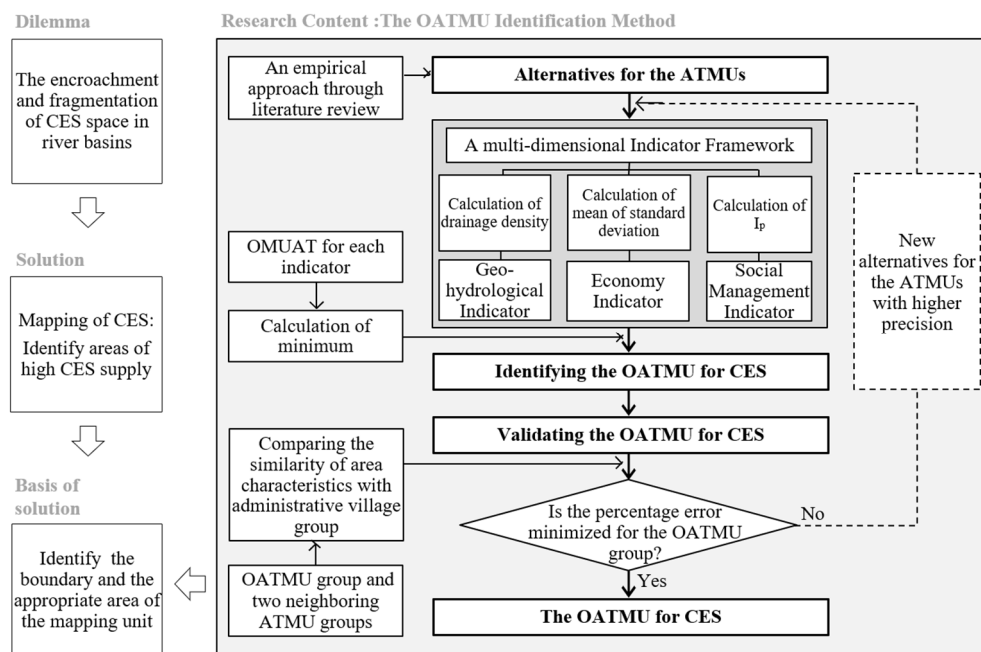 Dilemma
The encroachment
and fragmentation
of CES space in
river basins
Solution
Mapping of CES:
Identify areas of
high CES supply
Basis of
solution
Identify the
boundary and the
appropriate area of
the mapping unit
Research Content :The OATMU Identification Method
An empirical
approach through
literature review
Alternatives for the ATMUs
A multi-dimensional Indicator Framework
Calculation of
drainage density
Calculation of
mean of standard
deviation
Calculation of
Ip
Geo-
hydrological
Indicator
Economy
Indicator
Social
Management
Indicator
OMUAT for each
indicator
Calculation of
minimum
Identifying the OATMU for CES
Validating the OATMU for CES
Comparing the
similarity of area
characteristics with
administrative village
group
OATMU group and
two neighboring
ATMU groups
Is the percentage error
minimized for the OATMU
group?
No
Yes
The OATMU for CES
New
alternatives for
the ATMUs
with higher
precision